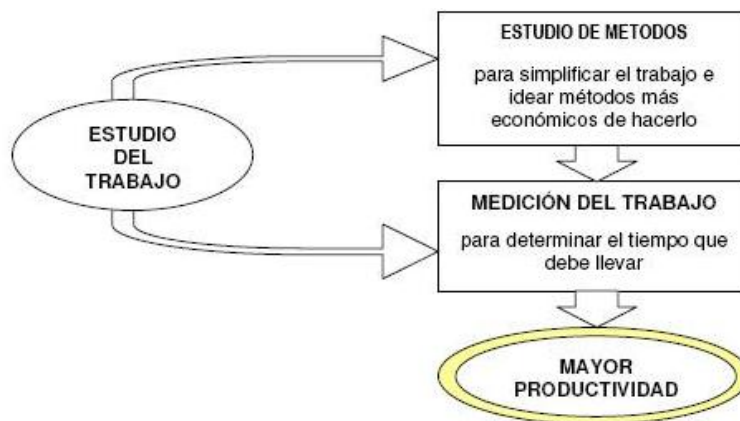 ESTUDIO DE METODOS
para simplificar el trabajo e
idear métodos más
económicos de hacerlo
ESTUDIO
DEL
TRABAJO
MEDICIÓN DEL TRABAJO
para determinar el tiempo que
debe llevar
MAYOR
PRODUCTIVIDAD